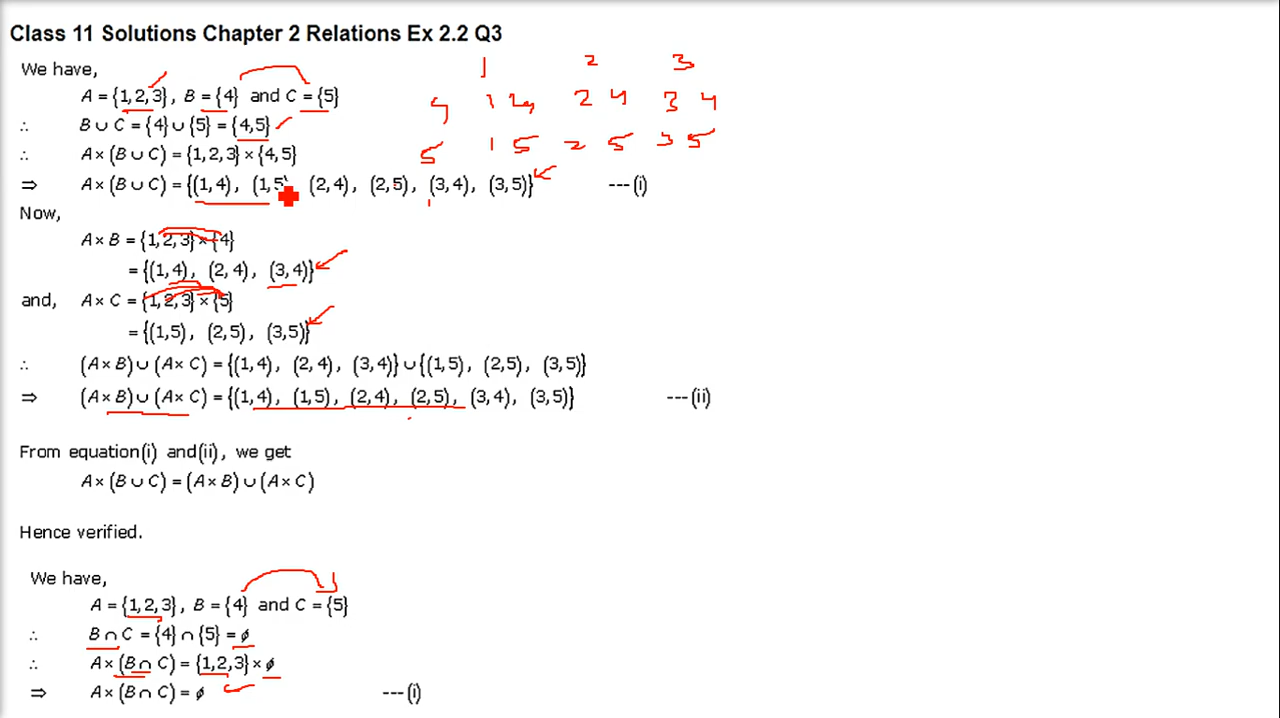 Class 11 Solutions Chapter 2 Relations Ex 2.2 Q3
We have,
1 2 3
A = {1,2,3}, B = {4} and C = {5}
4 1 4 2 4 3 4
∴ B ∪ C = {4} ∪ {5} = {4,5}
5 1 5 2 5 3 5
∴ A × (B ∪ C) = {1,2,3} × {4,5}
⇒ A × (B ∪ C) = {(1,4), (1,5), (2,4), (2,5), (3,4), (3,5)} ---(i)
Now,
A × B = {1,2,3} × {4}
= {(1,4), (2,4), (3,4)}
and, A × C = {1,2,3} × {5}
= {(1,5), (2,5), (3,5)}
∴ (A × B) ∪ (A × C) = {(1,4), (2,4), (3,4)} ∪ {(1,5), (2,5), (3,5)}
⇒ (A × B) ∪ (A × C) = {(1,4), (1,5), (2,4), (2,5), (3,4), (3,5)} ---(ii)
From equation(i) and(ii), we get
A × (B ∪ C) = (A × B) ∪ (A × C)
Hence verified.
We have,
A = {1,2,3}, B = {4} and C = {5}
∴ B ∩ C = {4} ∩ {5} = ϕ
∴ A × (B ∩ C) = {1,2,3} × ϕ
⇒ A × (B ∩ C) = ϕ ---(i)